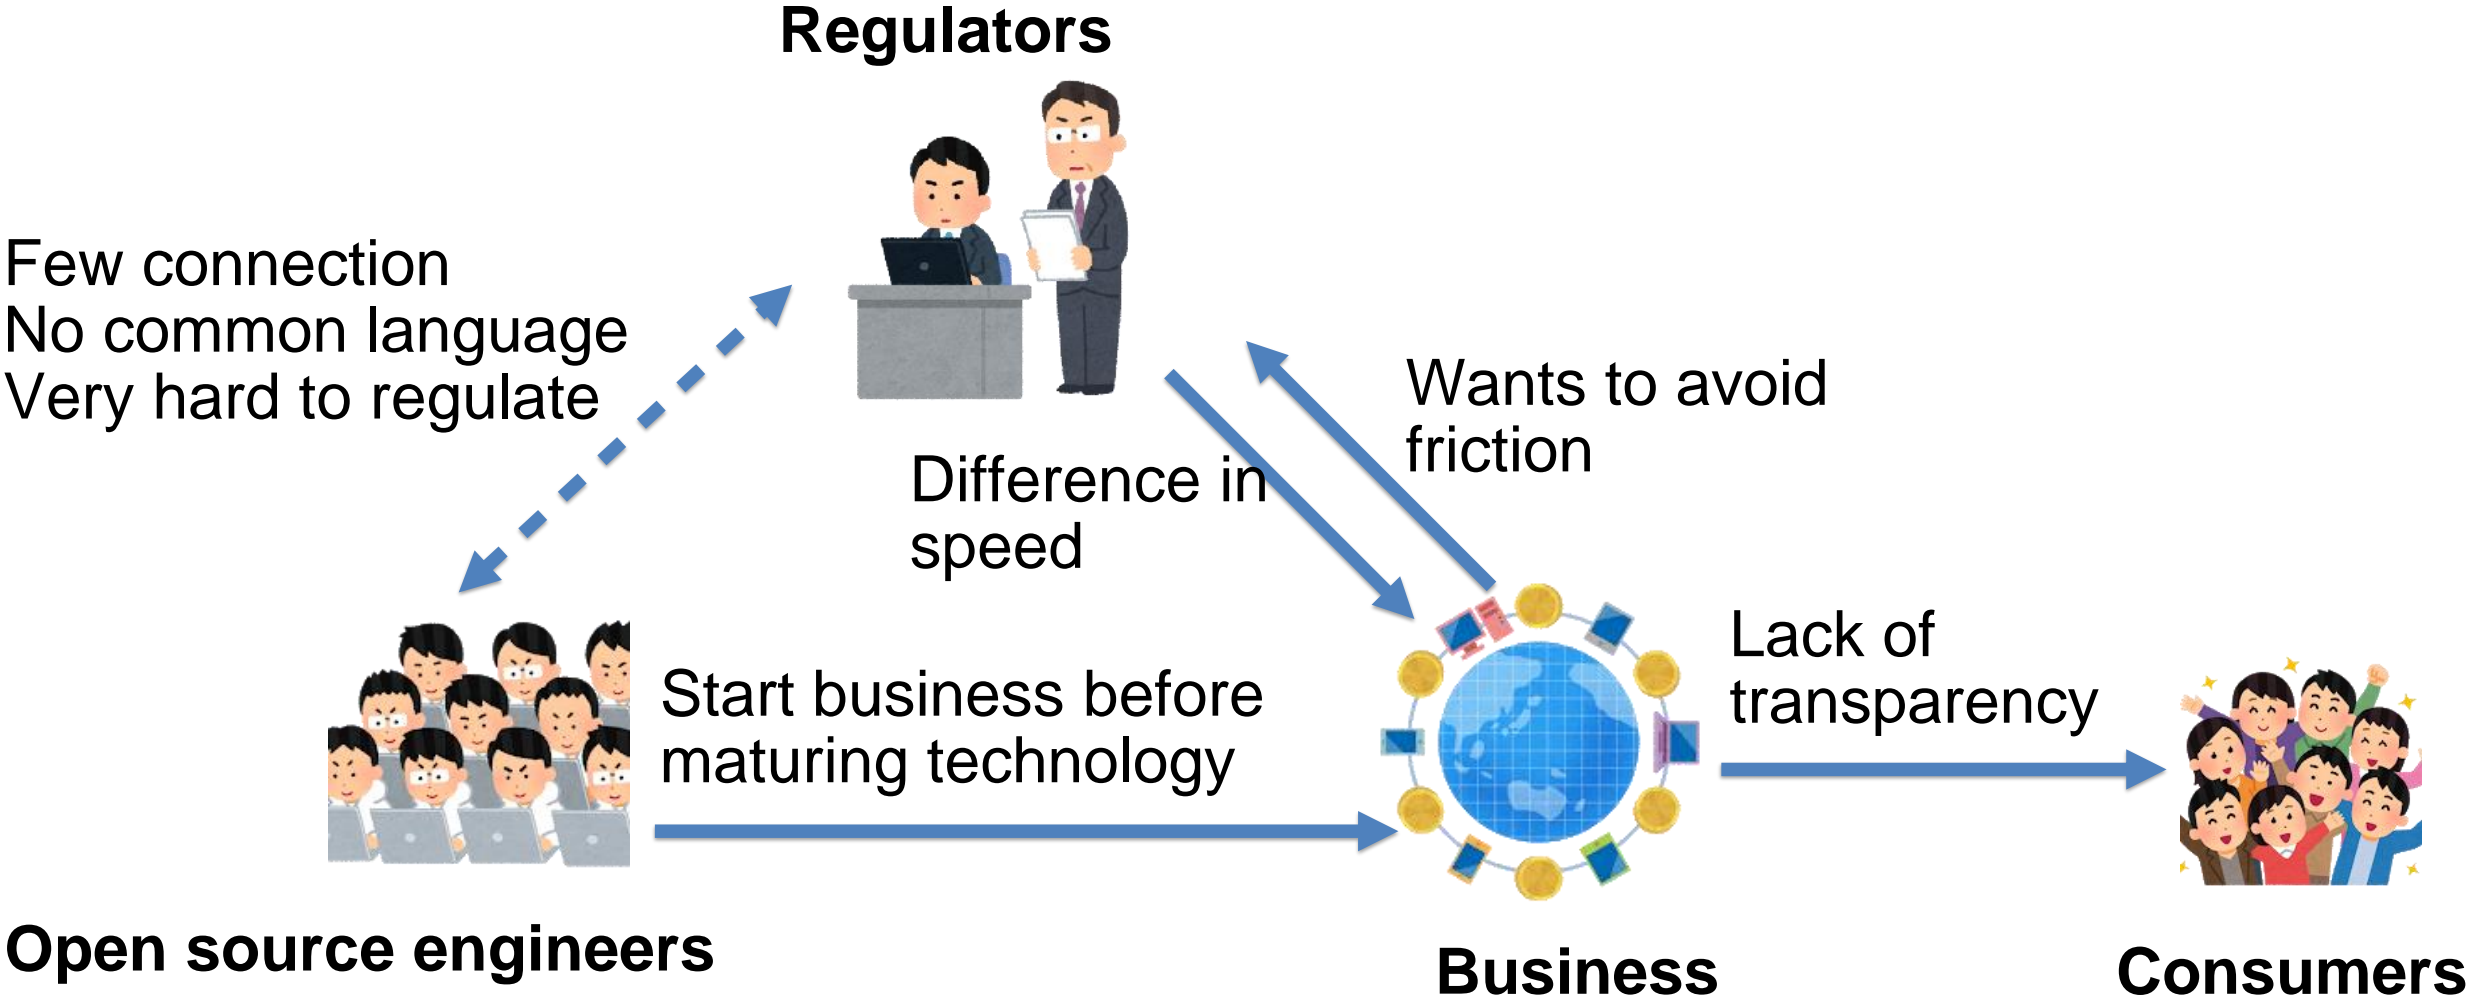 Regulators
Few connection
No common language
Very hard to regulate
Wants to avoid
friction
Difference in
speed
Lack of
transparency
Start business before
maturing technology
Open source engineers
Business
Consumers